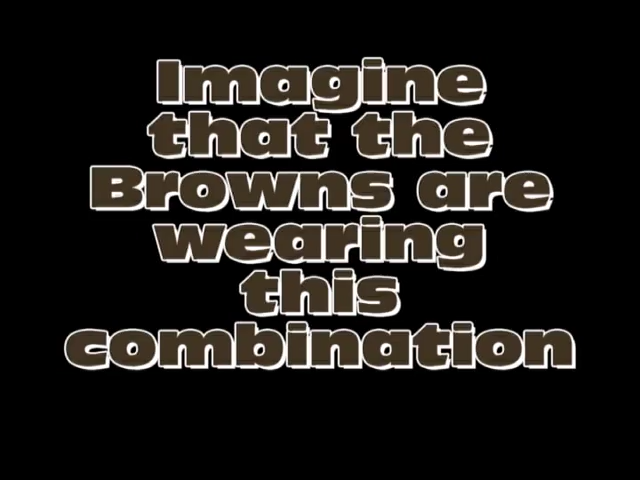 Imagine
that the
Browns are
wearing
this
combination